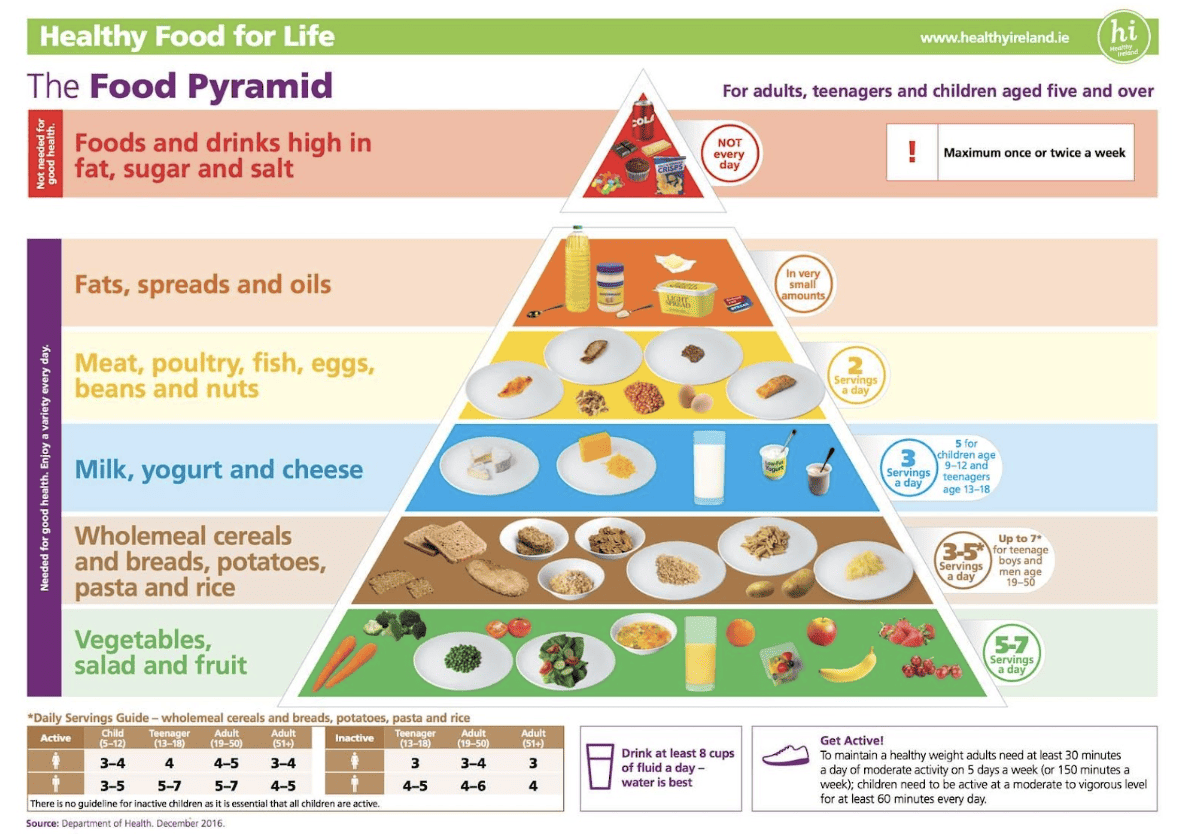 Healthy Food for Life
www.healthyireland.ie
hi
Healthy
Ireland
The Food Pyramid
For adults, teenagers and children aged five and over
Not needed for
good health.
Foods and drinks high in
fat, sugar and salt
COLA
CRISPS
NOT
every
day
! Maximum once or twice a week
Needed for good health. Enjoy a variety every day.
Fats, spreads and oils
LIGHT
SPREAD
In very
small
amounts
Meat, poultry, fish, eggs,
beans and nuts
2
Servings
a day
Milk, yogurt and cheese
Low-Fat
Yogurt
3
Servings
a day
5 for
children age
9–12 and
teenagers
age 13–18
Wholemeal cereals
and breads, potatoes,
pasta and rice
3-5*
Servings
a day
Up to 7*
for teenage
boys and
men age
19–50
Vegetables,
salad and fruit
5-7
Servings
a day
*Daily Servings Guide – wholemeal cereals and breads, potatoes, pasta and rice
Active Child (5–12) Teenager (13–18) Adult (19–50) Adult (51+) Inactive Teenager (13–18) Adult (19–50) Adult (51+)
3–4 4 4–5 3–4 3 3–4 3
3–5 5–7 5–7 4–5 4–5 4–6 4
There is no guideline for inactive children as it is essential that all children are active.
Drink at least 8 cups
of fluid a day –
water is best
Get Active!
To maintain a healthy weight adults need at least 30 minutes
a day of moderate activity on 5 days a week (or 150 minutes a
week); children need to be active at a moderate to vigorous level
for at least 60 minutes every day.
Source: Department of Health. December 2016.